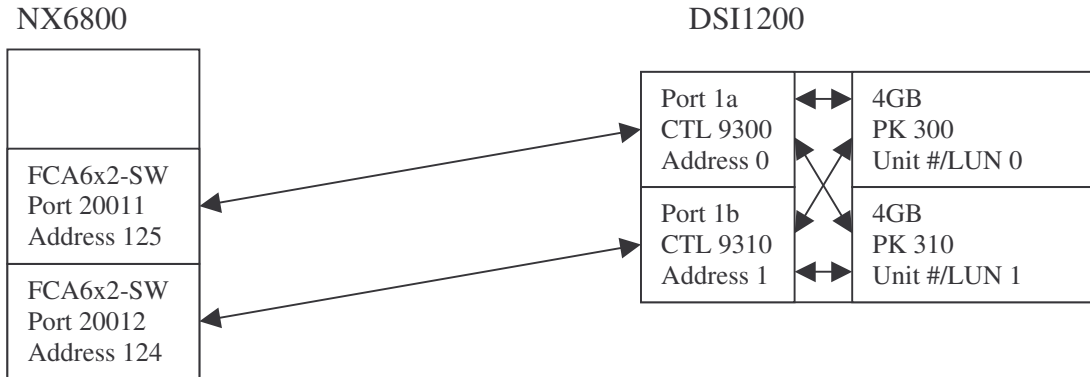 NX6800
DSI1200
FCA6x2-SW
Port 20011
Address 125
FCA6x2-SW
Port 20012
Address 124
Port 1a
CTL 9300
Address 0
Port 1b
CTL 9310
Address 1
4GB
PK 300
Unit #/LUN 0
4GB
PK 310
Unit #/LUN 1